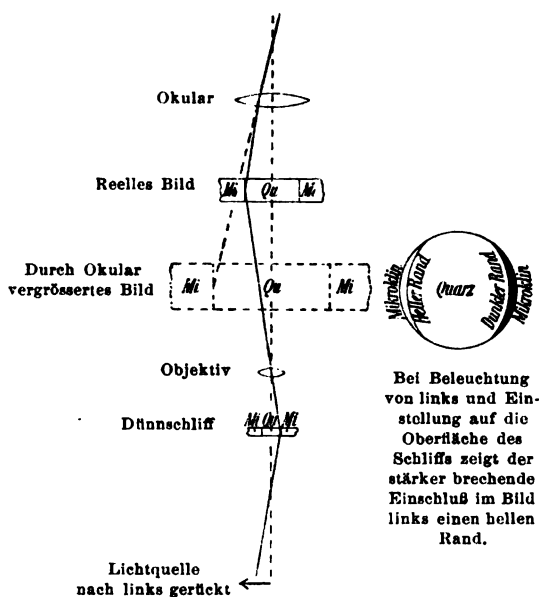 Okular
Reelles Bild
Mi Qu Mi
Durch Okular
vergrössertes Bild
Mi Qu Mi
Mikroklin
Heller Rand
Quarz
Dunkler Rand
Mikroklin
Objektiv
Dünnschliff
Mi Qu Mi
Bei Beleuchtung
von links und Ein-
stellung auf die
Oberfläche des
Schliffs zeigt der
stärker brechende
Einschluß im Bild
links einen hellen
Rand.
Lichtquelle
nach links gerückt